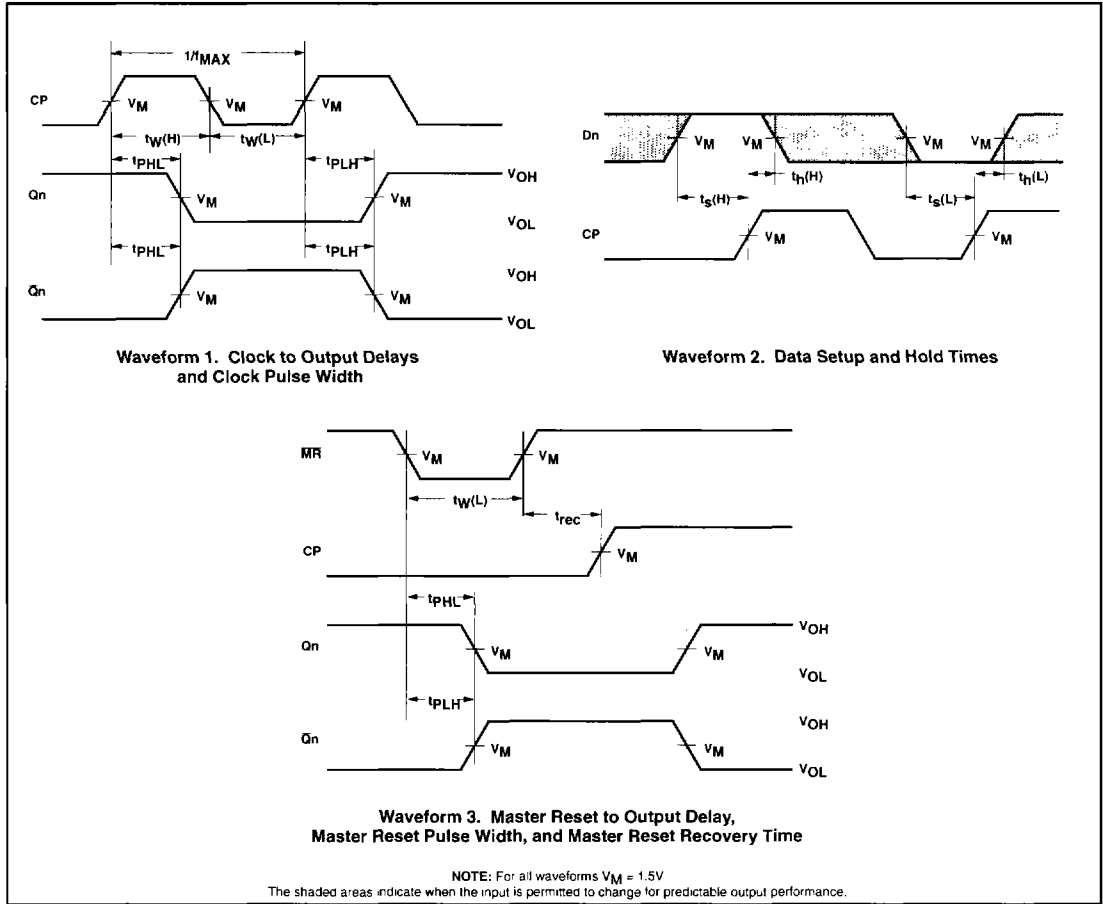 1/fMAX
CP
VM VM VM
tW(H) tW(L)
tPHL tPLH
Qn VM VM VOH
VOL
tPHL tPLH
Q̄n VM VM VOH
VOL
Waveform 1. Clock to Output Delays
and Clock Pulse Width
Dn VM VM VM VM
th(H) th(L)
ts(H) ts(L)
CP VM VM
Waveform 2. Data Setup and Hold Times
M̄R̄ VM VM
tW(L)
trec
CP VM
tPHL
Qn VM VM VOH
VOL
tPLH
Q̄n VM VM VOH
VOL
Waveform 3. Master Reset to Output Delay,
Master Reset Pulse Width, and Master Reset Recovery Time
NOTE: For all waveforms VM = 1.5V
The shaded areas indicate when the input is permitted to change for predictable output performance.